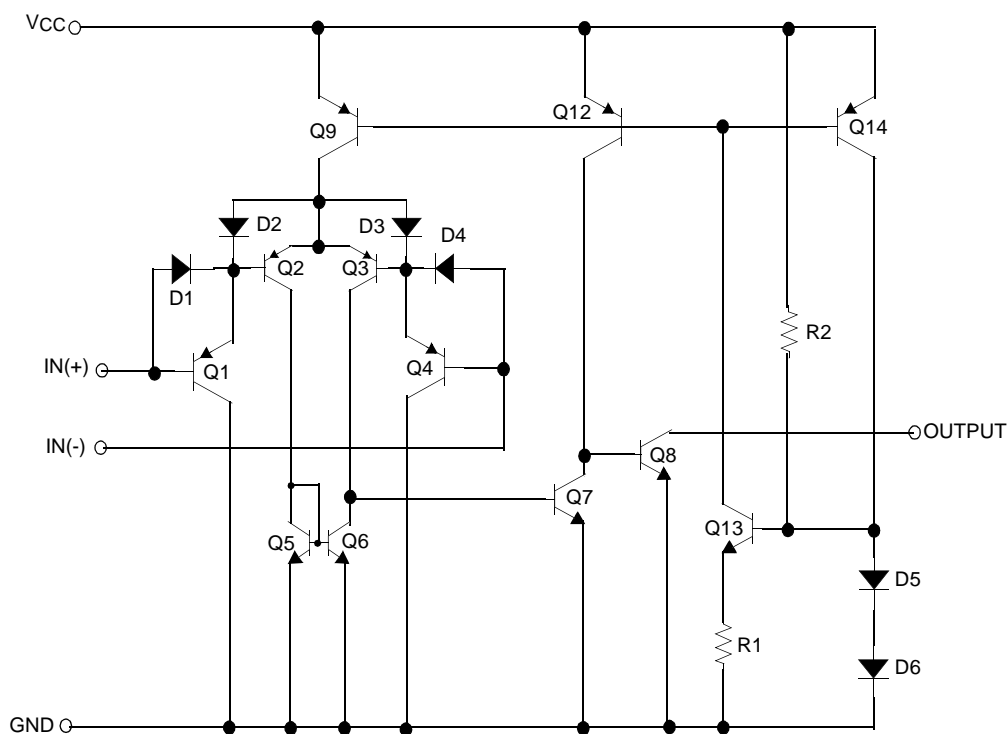 VCC
Q9
Q12
Q14
D2
D3
D4
Q2
Q3
D1
R2
IN(+)
Q1
Q4
IN(-)
OUTPUT
Q8
Q7
Q13
Q5
Q6
D5
R1
D6
GND